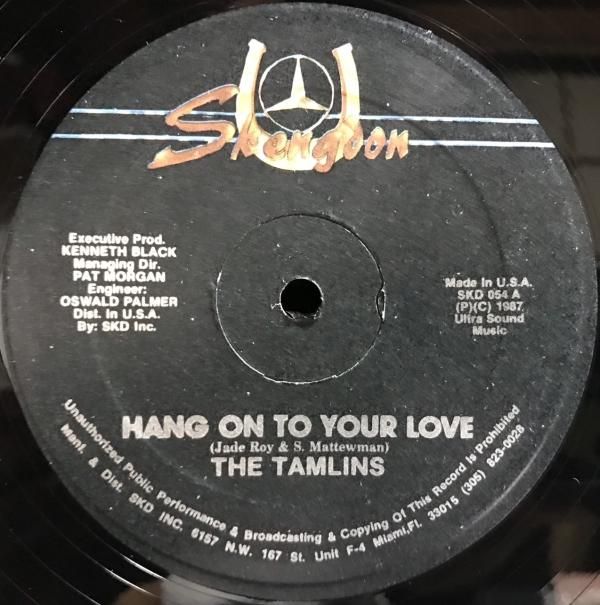 Skengdon
Executive Prod.
KENNETH BLACK
Managing Dir.
PAT MORGAN
Engineer:
OSWALD PALMER
Dist. In U.S.A.
By: SKD Inc.
Made In U.S.A.
SKD 054 A
(P)(C) 1987
Ultra Sound
Music
HANG ON TO YOUR LOVE
(Jade Roy & S. Mattewman)
THE TAMLINS
Unauthorized Public Performance & Broadcasting & Copying Of This Record Is Prohibited
Ment. & Dist. SKD INC. 6157 N.W. 167 St. Unit F-4 Miami,FL. 33015 (305) 823-0028